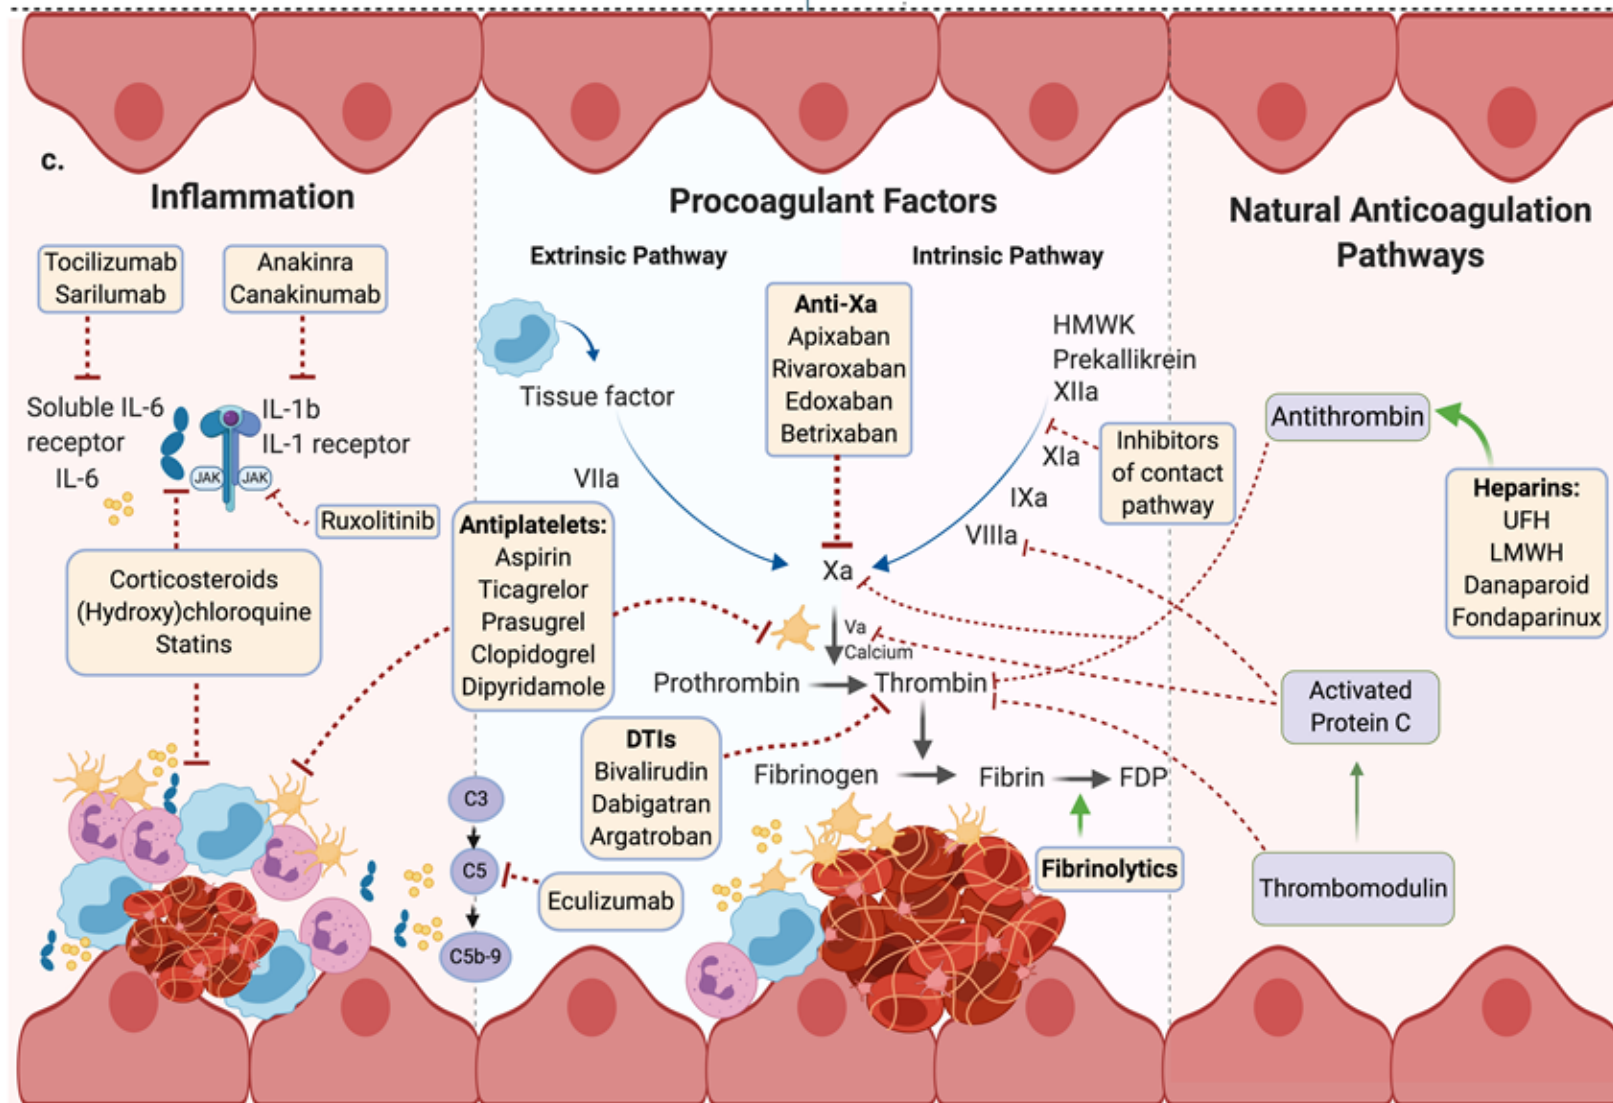 c.
Inflammation
Tocilizumab
Sarilumab
Anakinra
Canakinumab
Soluble IL-6
receptor
IL-6
IL-1b
IL-1 receptor
JAK
JAK
Ruxolitinib
Corticosteroids
(Hydroxy)chloroquine
Statins
Procoagulant Factors
Extrinsic Pathway
Intrinsic Pathway
Tissue factor
VIIa
Anti-Xa
Apixaban
Rivaroxaban
Edoxaban
Betrixaban
HMWK
Prekallikrein
XIIa
XIa
IXa
VIIIa
Inhibitors
of contact
pathway
Antiplatelets:
Aspirin
Ticagrelor
Prasugrel
Clopidogrel
Dipyridamole
Xa
Va
Calcium
Prothrombin
Thrombin
DTIs
Bivalirudin
Dabigatran
Argatroban
Fibrinogen
Fibrin
FDP
Fibrinolytics
C3
C5
C5b-9
Eculizumab
Natural Anticoagulation
Pathways
Antithrombin
Heparins:
UFH
LMWH
Danaparoid
Fondaparinux
Activated
Protein C
Thrombomodulin